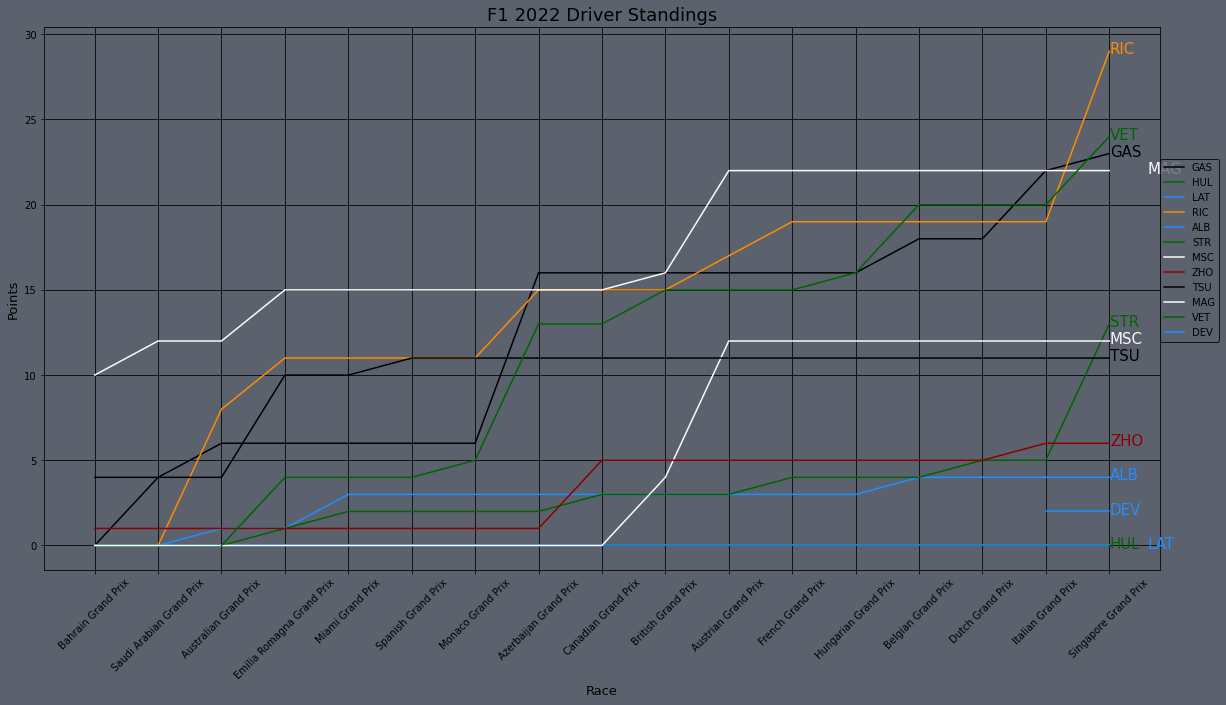 F1 2022 Driver Standings
30
25
20
15
10
5
0
Points
RIC
VET
GAS
MAG
STR
MSC
TSU
ZHO
ALB
DEV
HUL
LAT
GAS
HUL
LAT
RIC
ALB
STR
MSC
ZHO
TSU
MAG
VET
DEV
Bahrain Grand Prix
Saudi Arabian Grand Prix
Australian Grand Prix
Emilia Romagna Grand Prix
Miami Grand Prix
Spanish Grand Prix
Monaco Grand Prix
Azerbaijan Grand Prix
Canadian Grand Prix
British Grand Prix
Austrian Grand Prix
French Grand Prix
Hungarian Grand Prix
Belgian Grand Prix
Dutch Grand Prix
Italian Grand Prix
Singapore Grand Prix
Race